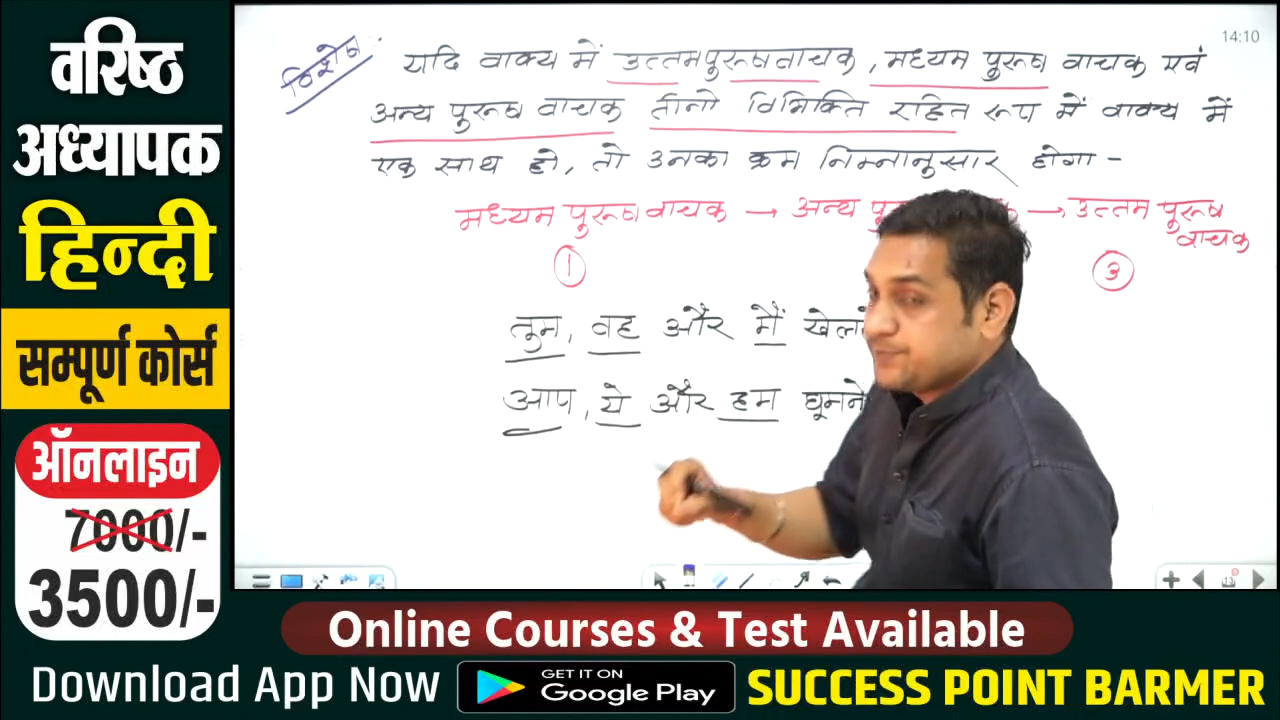 वरिष्ठ
अध्यापक
हिन्दी
सम्पूर्ण कोर्स
ऑनलाइन
7000/-
3500/-
14:10
विशेष :
यदि वाक्य में उत्तमपुरूषवाचक, मध्यम पुरूष वाचक एवं
अन्य पुरूष वाचक तीनो विभिक्ति रहित रूप में वाक्य में
एक साथ हो, तो उनका क्रम निम्नानुसार होगा -
मध्यम पुरूष वाचक → अन्य → उत्तम पुरूष
वाचक
1 3
तुम, वह और मैं
आप, ये और हम घूमने
Online Courses & Test Available
Download App Now GET IT ON Google Play SUCCESS POINT BARMER